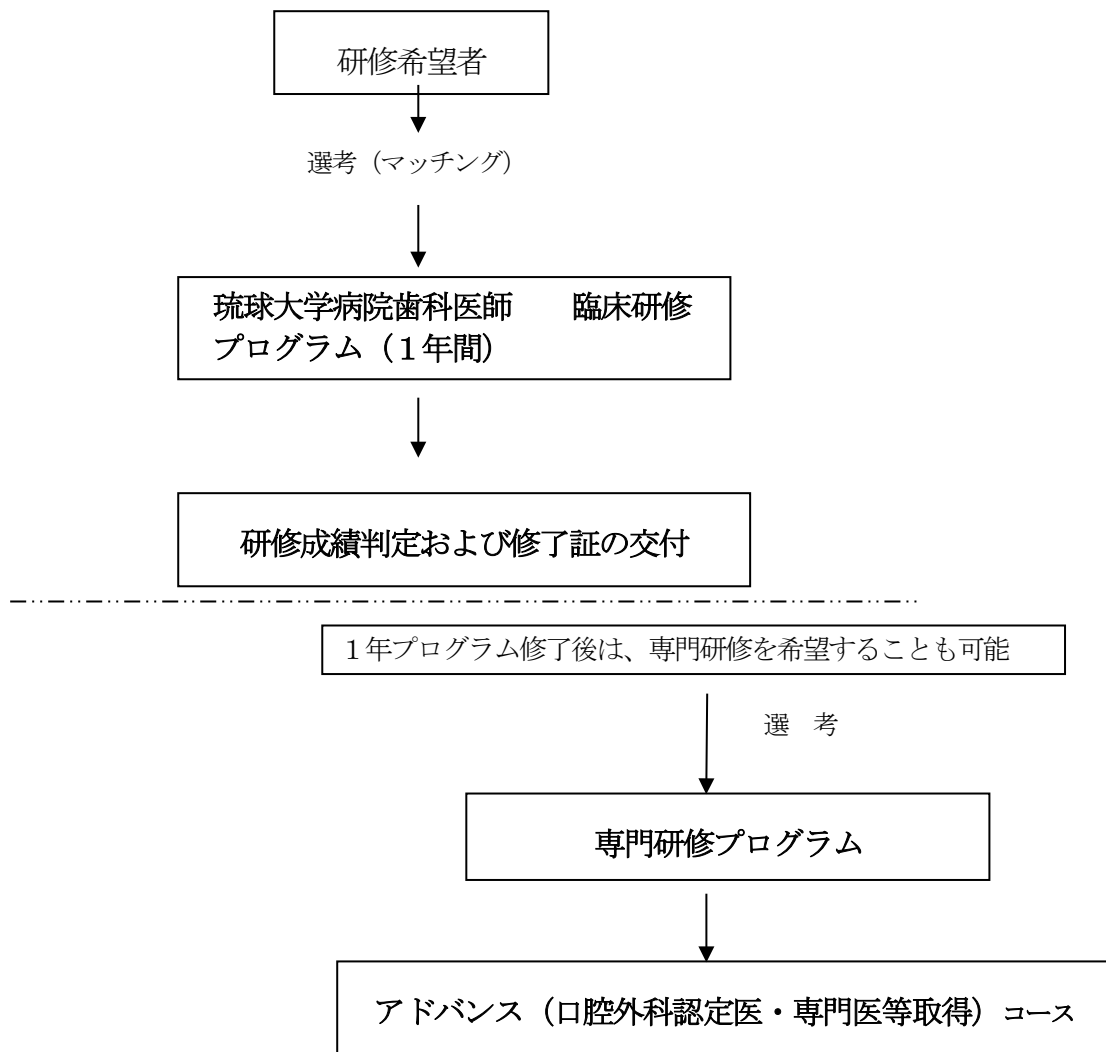 研修希望者
選考（マッチング）
琉球大学病院歯科医師　　臨床研修
プログラム（１年間）
研修成績判定および修了証の交付
１年プログラム修了後は、専門研修を希望することも可能
選　考
専門研修プログラム
アドバンス（口腔外科認定医・専門医等取得）コース